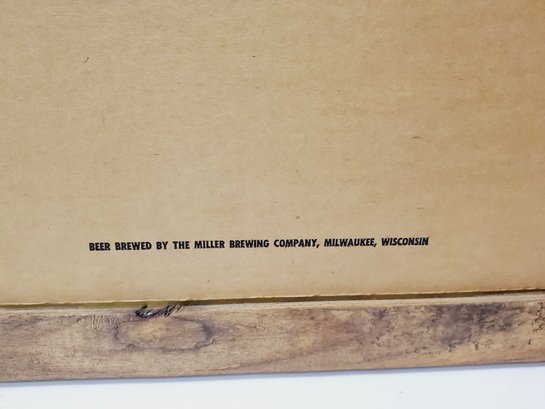 BEER BREWED BY THE MILLER BREWING COMPANY, MILWAUKEE, WISCONSIN